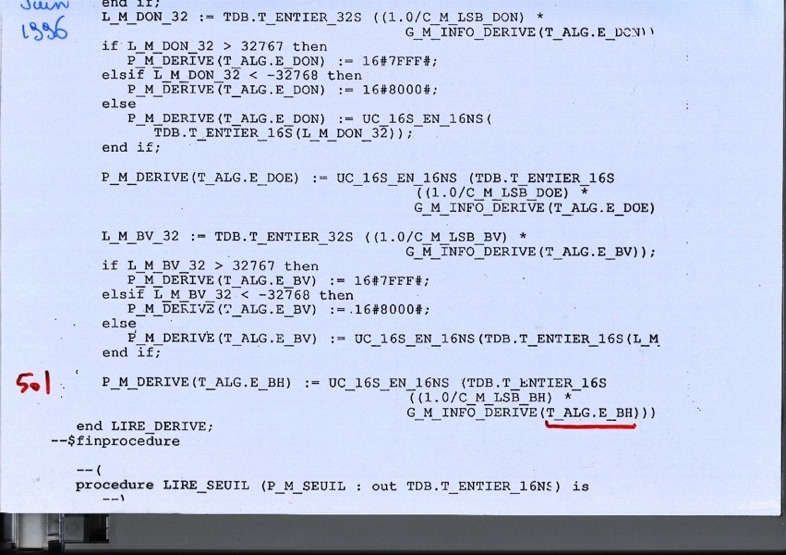 Juin
1996
end if;
L_M_DON_32 := TDB.T_ENTIER_32S ((1.0/C_M_LSB_DON) *
G_M_INFO_DERIVE(T_ALG.E_DON))
if L_M_DON_32 > 32767 then
P_M_DERIVE(T_ALG.E_DON) := 16#7FFF#;
elsif L_M_DON_32 < -32768 then
P_M_DERIVE(T_ALG.E_DON) := 16#8000#;
else
P_M_DERIVE(T_ALG.E_DON) := UC_16S_EN_16NS(
TDB.T_ENTIER_16S(L_M_DON_32));
end if;
P_M_DERIVE(T_ALG.E_DOE) := UC_16S_EN_16NS (TDB.T_ENTIER_16S
((1.0/C_M_LSB_DOE) *
G_M_INFO_DERIVE(T_ALG.E_DOE)
L_M_BV_32 := TDB.T_ENTIER_32S ((1.0/C_M_LSB_BV) *
G_M_INFO_DERIVE(T_ALG.E_BV));
if L_M_BV_32 > 32767 then
P_M_DERIVE(T_ALG.E_BV) := 16#7FFF#;
elsif L_M_BV_32 < -32768 then
P_M_DERIVE(T_ALG.E_BV) := 16#8000#;
else
P_M_DERIVE(T_ALG.E_BV) := UC_16S_EN_16NS(TDB.T_ENTIER_16S(L_M
end if;
501 P_M_DERIVE(T_ALG.E_BH) := UC_16S_EN_16NS (TDB.T_ENTIER_16S
((1.0/C_M_LSB_BH) *
G_M_INFO_DERIVE(T_ALG.E_BH)))
end LIRE_DERIVE;
--$finprocedure
--(
procedure LIRE_SEUIL (P_M_SEUIL : out TDB.T_ENTIER_16NS) is
--)